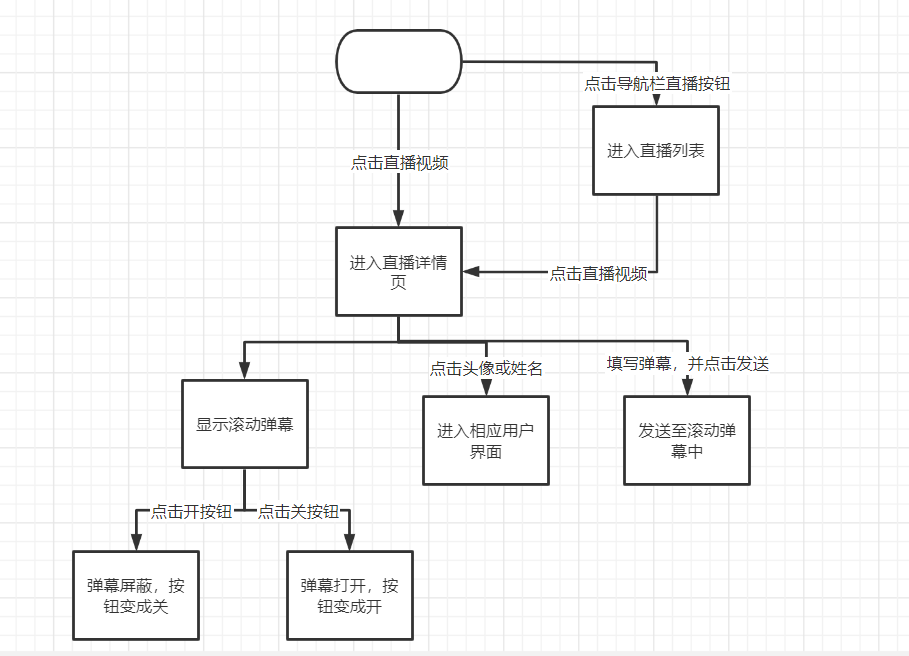 点击导航栏直播按钮
进入直播列表
点击直播视频
进入直播详情
页
点击直播视频
点击头像或姓名
填写弹幕，并点击发送
显示滚动弹幕
进入相应用户
界面
发送至滚动弹
幕中
点击开按钮
点击关按钮
弹幕屏蔽，按
钮变成关
弹幕打开，按
钮变成开